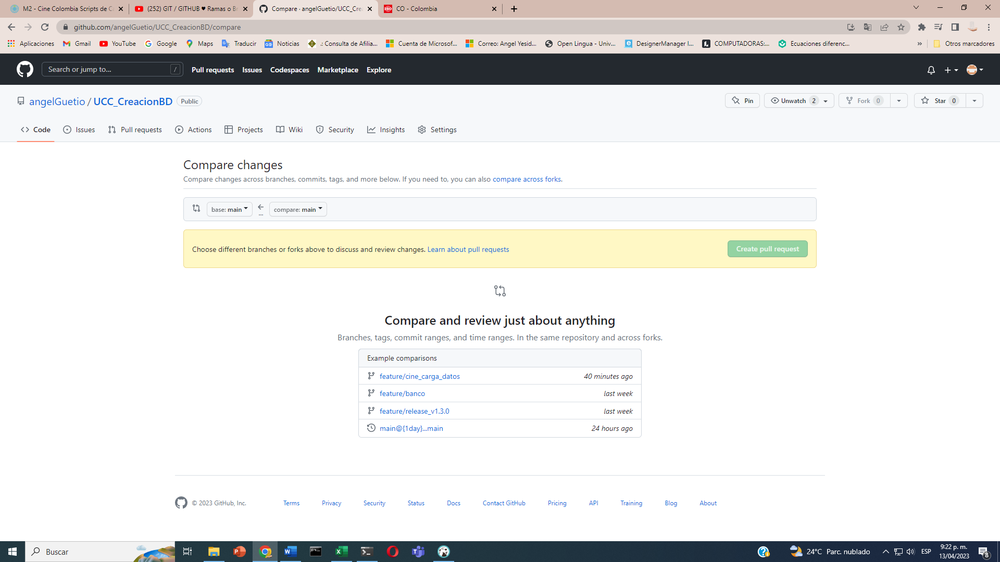 M2 - Cine Colombia Scripts de Ca
(252) GIT / GITHUB ♥ Ramas o Br
Compare · angelGuetio/UCC_Crea
CO - Colombia
github.com/angelGuetio/UCC_CreacionBD/compare
Aplicaciones Gmail YouTube Google Maps Traducir Noticias .: Consulta de Afilia... Cuenta de Microsof... Correo: Angel Yesid... Open Lingua - Univ... DesignerManager I... COMPUTADORAS:... Ecuaciones diferenc... » Otros marcadores
Search or jump to... / Pull requests Issues Codespaces Marketplace Explore
angelGuetio / UCC_CreacionBD Public Pin Unwatch 2 Fork 0 Star 0
Code Issues Pull requests Actions Projects Wiki Security Insights Settings
Compare changes
Compare changes across branches, commits, tags, and more below. If you need to, you can also compare across forks.
base: main ... compare: main
Choose different branches or forks above to discuss and review changes. Learn about pull requests Create pull request
Compare and review just about anything
Branches, tags, commit ranges, and time ranges. In the same repository and across forks.
Example comparisons
feature/cine_carga_datos 40 minutes ago
feature/banco last week
feature/release_v1.3.0 last week
main@{1day}...main 24 hours ago
© 2023 GitHub, Inc. Terms Privacy Security Status Docs Contact GitHub Pricing API Training Blog About
Buscar 24°C Parc. nublado ESP 9:22 p. m.
13/04/2023 8